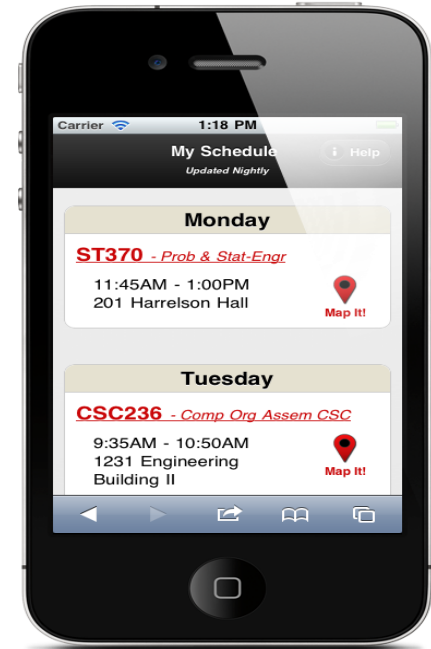 Carrier 1:18 PM
My Schedule
Updated Nightly
i Help
Monday
ST370 - Prob & Stat-Engr
11:45AM - 1:00PM
201 Harrelson Hall
Map It!
Tuesday
CSC236 - Comp Org Assem CSC
9:35AM - 10:50AM
1231 Engineering
Building II
Map It!